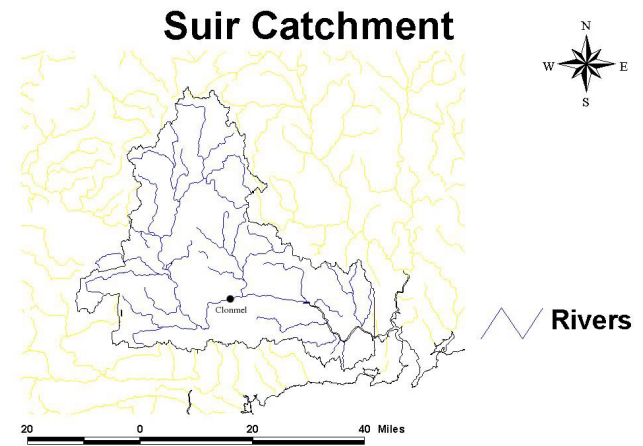 Suir Catchment
N
W E
S
Clonmel
Rivers
20 0 20 40 Miles